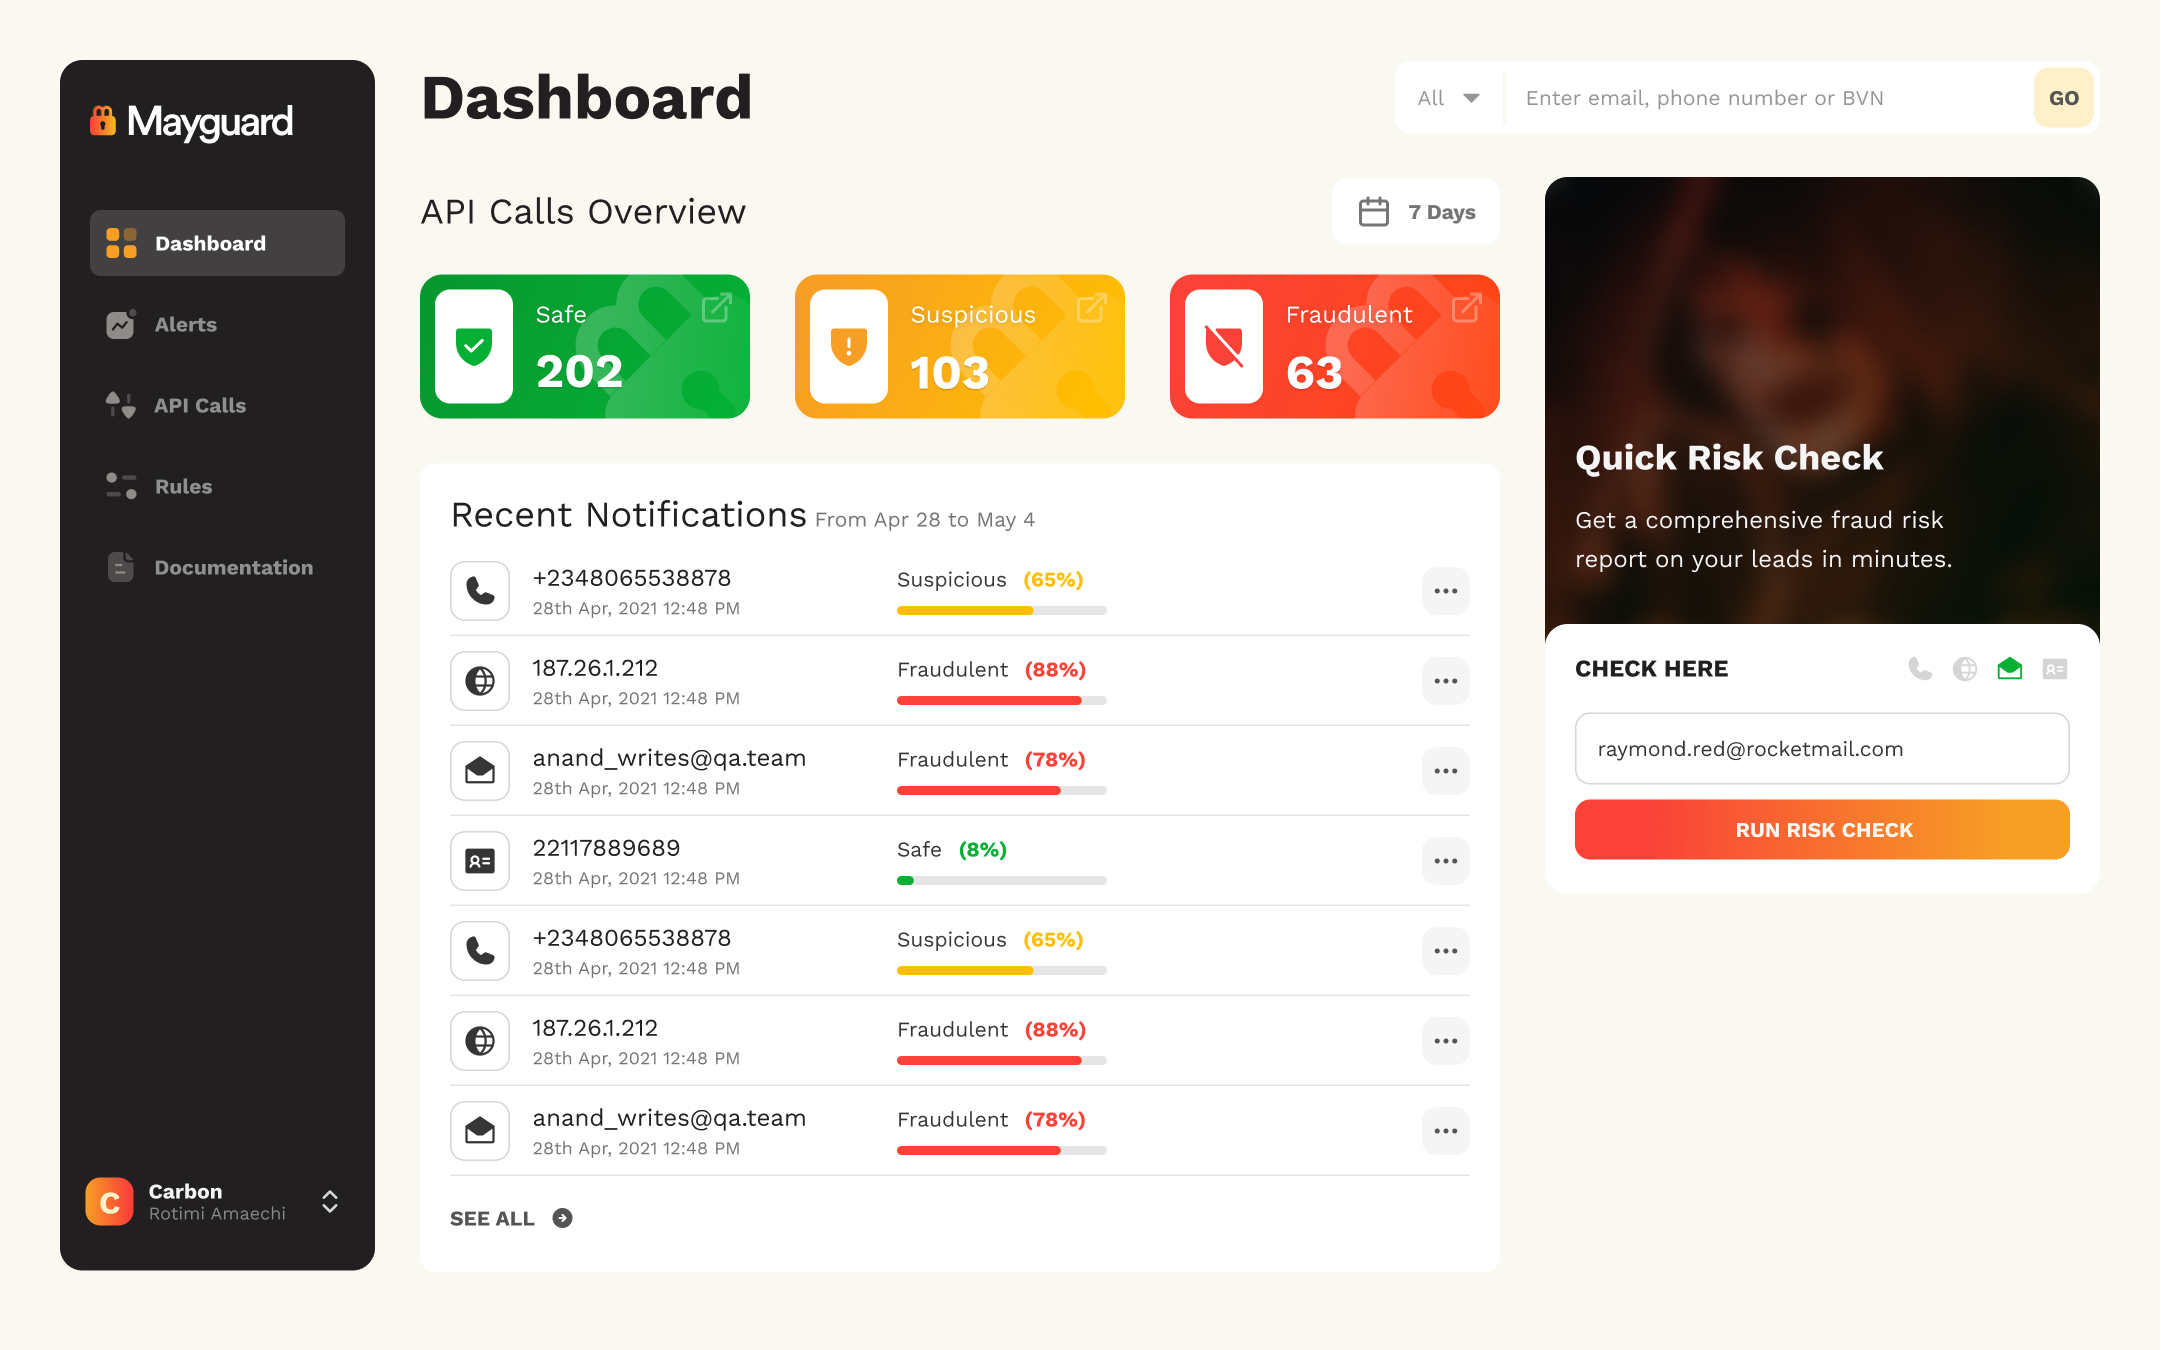 Mayguard
Dashboard
Alerts
API Calls
Rules
Documentation
C
Carbon
Rotimi Amaechi
Dashboard
All
Enter email, phone number or BVN
GO
API Calls Overview
7 Days
Safe
202
Suspicious
103
Fraudulent
63
Recent Notifications From Apr 28 to May 4
+2348065538878
28th Apr, 2021 12:48 PM
Suspicious (65%)
187.26.1.212
28th Apr, 2021 12:48 PM
Fraudulent (88%)
anand_writes@qa.team
28th Apr, 2021 12:48 PM
Fraudulent (78%)
22117889689
28th Apr, 2021 12:48 PM
Safe (8%)
+2348065538878
28th Apr, 2021 12:48 PM
Suspicious (65%)
187.26.1.212
28th Apr, 2021 12:48 PM
Fraudulent (88%)
anand_writes@qa.team
28th Apr, 2021 12:48 PM
Fraudulent (78%)
SEE ALL
Quick Risk Check
Get a comprehensive fraud risk
report on your leads in minutes.
CHECK HERE
raymond.red@rocketmail.com
RUN RISK CHECK